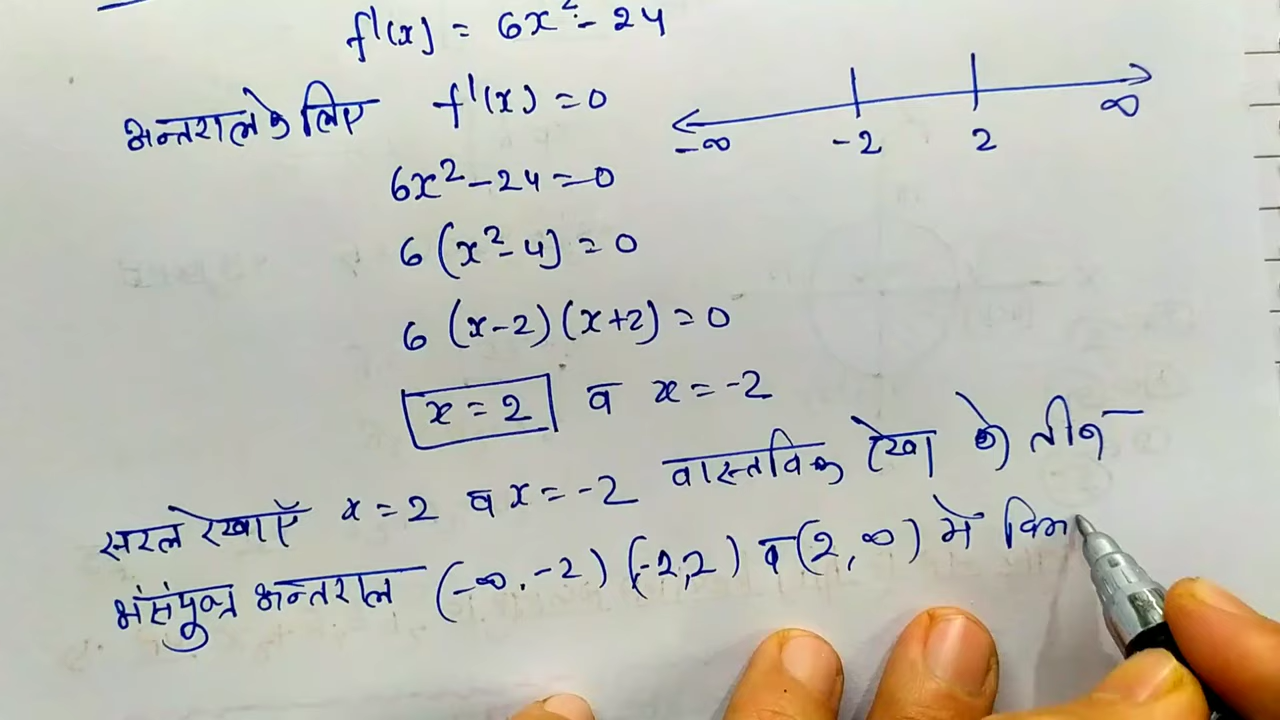 f'(x) = 6x² - 24
अन्तराल के लिए f'(x) = 0
-∞ -2 2 ∞
6x² - 24 = 0
6(x² - 4) = 0
6 (x-2)(x+2) = 0
x = 2 व x = -2
सरल रेखाएँ x = 2 व x = -2 वास्तविक रेखा को तीन
असंयुक्त अन्तराल (-∞, -2) (-2, 2) व (2, ∞) में विभ